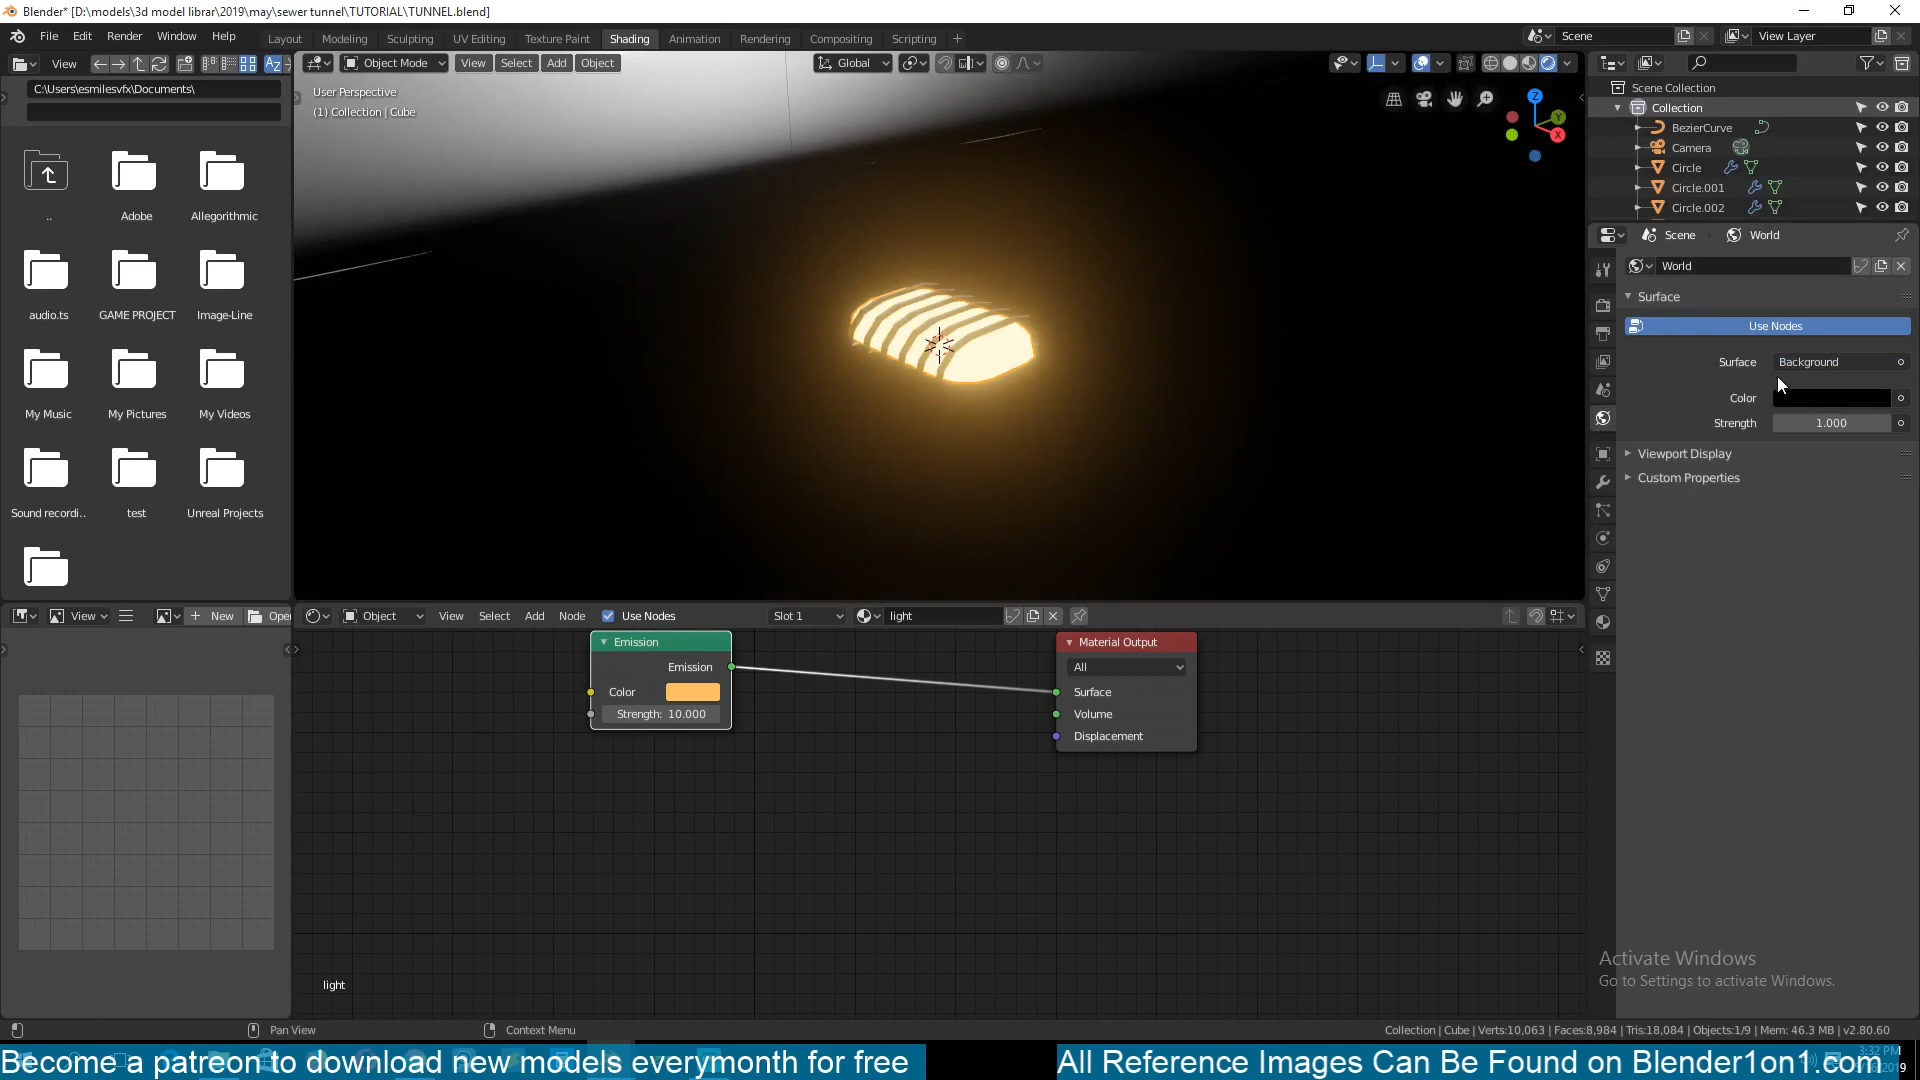 Blender* [D:\models\3d model librar\2019\may\sewer tunnel\TUTORIAL\TUNNEL.blend]
File Edit Render Window Help Layout Modeling Sculpting UV Editing Texture Paint Shading Animation Rendering Compositing Scripting + Scene View Layer
View Object Mode View Select Add Object Global
C:\Users\esmilesvfx\Documents\
User Perspective
(1) Collection | Cube
Z
Y
X
Scene Collection
Collection
BezierCurve
Camera
Circle
Circle.001
Circle.002
.. Adobe Allegorithmic
audio.ts GAME PROJECT Image-Line
My Music My Pictures My Videos
Sound recordi.. test Unreal Projects
Scene World
World
Surface
Use Nodes
Surface Background
Color
Strength 1.000
Viewport Display
Custom Properties
View New Open Object View Select Add Node Use Nodes Slot 1 light
Emission
Emission
Color
Strength: 10.000
Material Output
All
Surface
Volume
Displacement
light
Activate Windows
Go to Settings to activate Windows.
Pan View Context Menu Collection | Cube | Verts:10,063 | Faces:8,984 | Tris:18,084 | Objects:1/9 | Mem: 46.3 MB | v2.80.60
Become a patreon to download new models everymonth for free
All Reference Images Can Be Found on Blender1on1.com
3:32 PM